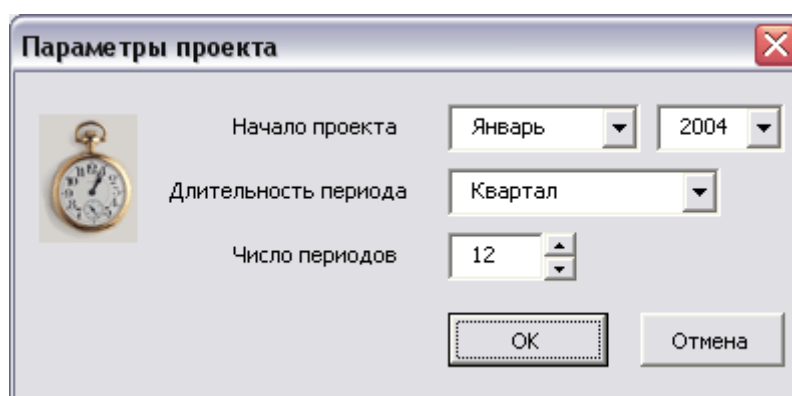 Параметры проекта
Начало проекта Январь 2004
Длительность периода Квартал
Число периодов 12
OK Отмена